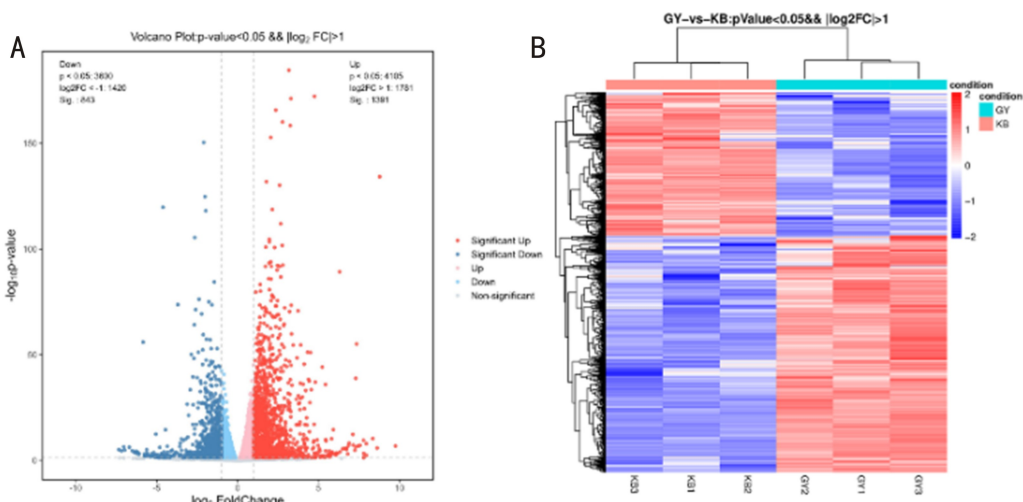 A
Volcano Plot:p-value<0.05 && |log₂ FC|>1
Down
p < 0.05: 3600
log2FC < -1: 1420
Sig. : 843
Up
p < 0.05: 4105
log2FC > 1: 1781
Sig. : 1391
150
100
50
0
-10
-5
0
5
10
-log₁₀p-value
log₂ FoldChange
Significant Up
Significant Down
Up
Down
Non-significant
B
GY-vs-KB:pValue<0.05&& |log2FC|>1
condition
2
1
0
-1
-2
condition
GY
KB
KB3
KB1
KB2
GY2
GY1
GY3